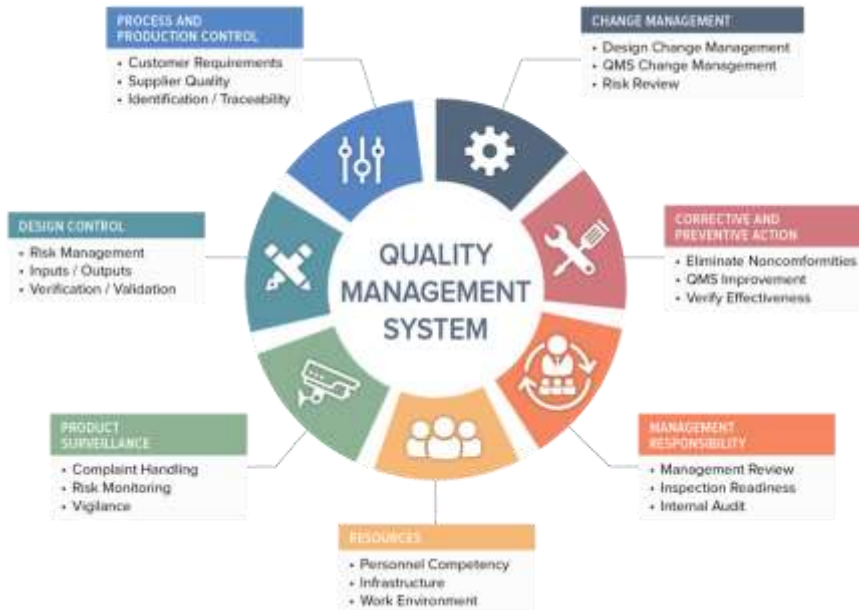 PROCESS AND
PRODUCTION CONTROL
• Customer Requirements
• Supplier Quality
• Identification / Traceability
CHANGE MANAGEMENT
• Design Change Management
• QMS Change Management
• Risk Review
DESIGN CONTROL
• Risk Management
• Inputs / Outputs
• Verification / Validation
QUALITY
MANAGEMENT
SYSTEM
CORRECTIVE AND
PREVENTIVE ACTION
• Eliminate Noncomformities
• QMS Improvement
• Verify Effectiveness
PRODUCT
SURVEILLANCE
• Complaint Handling
• Risk Monitoring
• Vigilance
MANAGEMENT
RESPONSIBILITY
• Management Review
• Inspection Readiness
• Internal Audit
RESOURCES
• Personnel Competency
• Infrastructure
• Work Environment